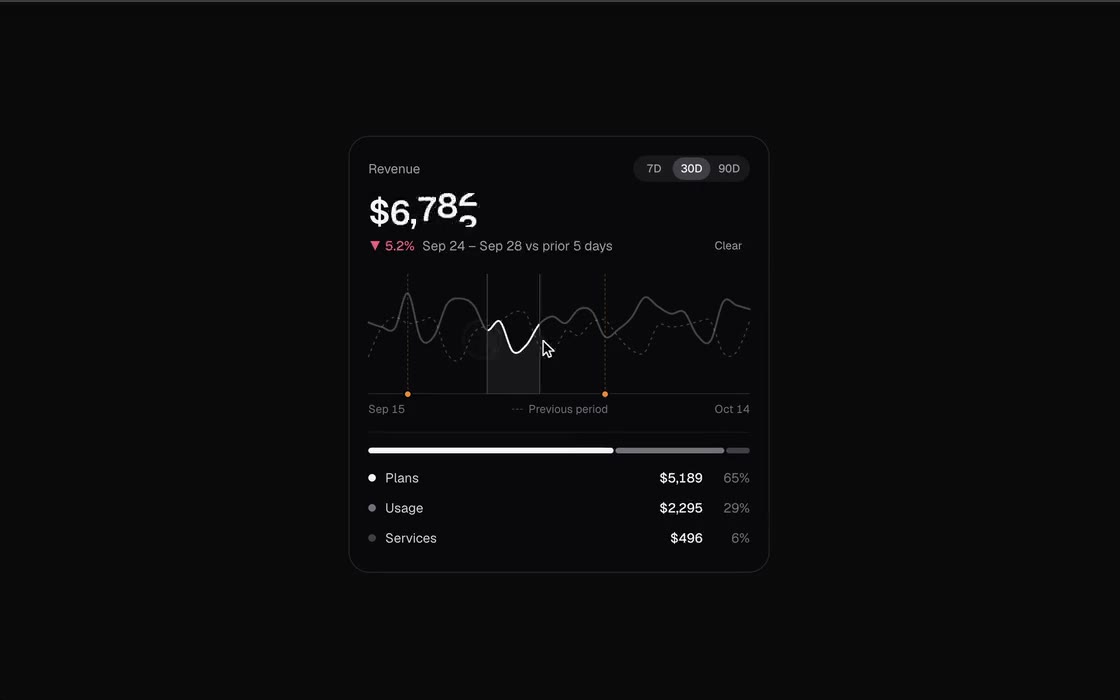 Revenue
7D 30D 90D
▼ 5.2% Sep 24 – Sep 28 vs prior 5 days
Clear
Sep 15
Previous period
Oct 14
Plans $5,189 65%
Usage $2,295 29%
Services $496 6%